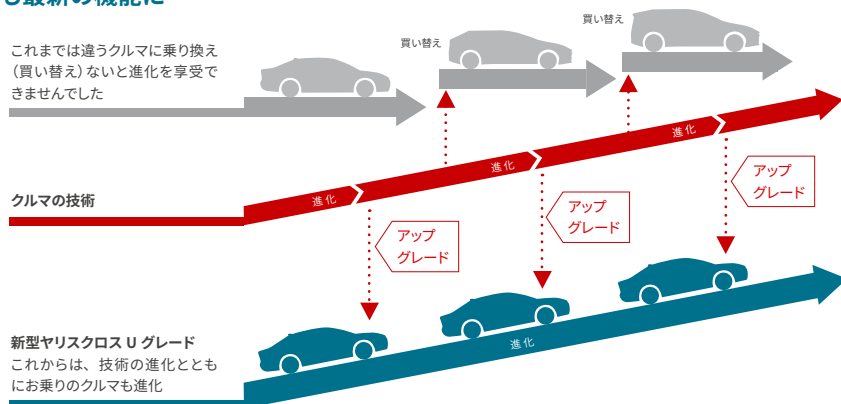 最新の機能に
これまでは違うクルマに乗り換え
（買い替え）ないと進化を享受で
きませんでした
買い替え
買い替え
クルマの技術
進化
進化
進化
アップ
グレード
アップ
グレード
アップ
グレード
新型ヤリスクロス U グレード
これからは、技術の進化ととも
にお乗りのクルマも進化
進化